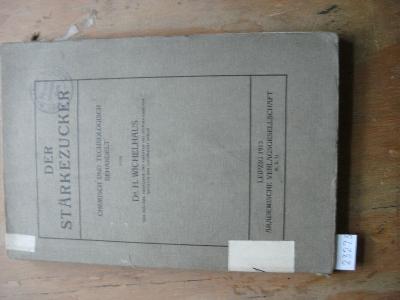 DER
STÄRKEZUCKER
CHEMISCH UND TECHNOLOGISCH
BEHANDELT
VON
Dr. H. WICHELHAUS
LEIPZIG 1913
AKADEMISCHE VERLAGSGESELLSCHAFT
M. B. H.